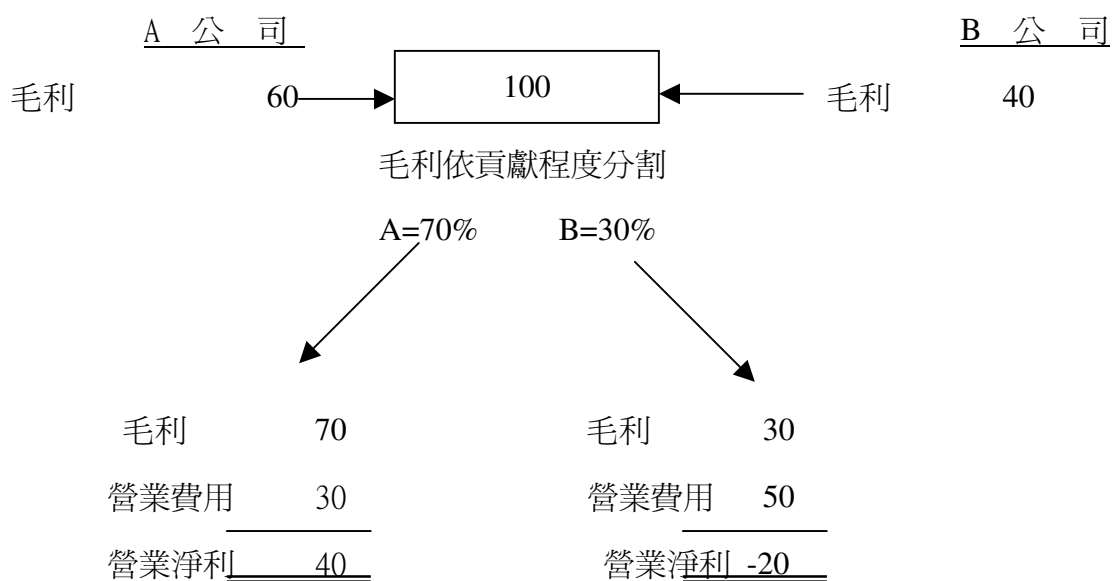 A 公 司 B 公 司
毛利 60 100 毛利 40
毛利依貢獻程度分割
A=70% B=30%
毛利 70 毛利 30
營業費用 30 營業費用 50
營業淨利 40 營業淨利 -20